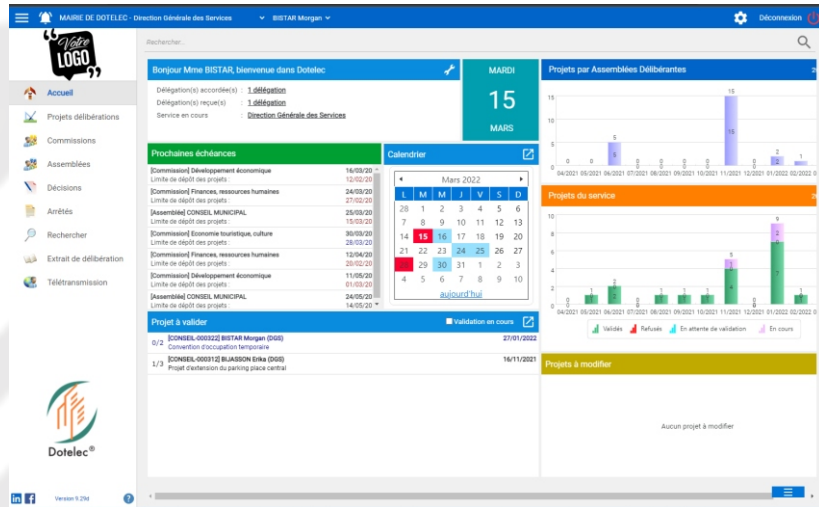 MAIRIE DE DOTELEC - Direction Générale des Services
BISTAR Morgan
Déconnexion
Votre
LOGO
Rechercher...
Accueil
Projets délibérations
Commissions
Assemblées
Décisions
Arrêtés
Rechercher
Extrait de délibération
Télétransmission
Dotelec®
Version 9.29d
Bonjour Mme BISTAR, bienvenue dans Dotelec
Délégation(s) accordée(s) : 1 délégation
Délégation(s) reçue(s) : 1 délégation
Service en cours : Direction Générale des Services
MARDI
15
MARS
Prochaines échéances
[Commission] Développement économique 16/03/20
Limite de dépôt des projets : 12/02/20
[Commission] Finances, ressources humaines 24/03/20
Limite de dépôt des projets : 27/02/20
[Assemblée] CONSEIL MUNICIPAL 25/03/20
Limite de dépôt des projets : 15/03/20
[Commission] Economie touristique, culture 30/03/20
Limite de dépôt des projets : 28/03/20
[Commission] Finances, ressources humaines 12/04/20
Limite de dépôt des projets : 20/02/20
[Commission] Développement économique 11/05/20
Limite de dépôt des projets : 01/03/20
[Assemblée] CONSEIL MUNICIPAL 24/05/20
Limite de dépôt des projets : 14/05/20
Calendrier
Mars 2022
L M M J V S D
28 1 2 3 4 5 6
7 8 9 10 11 12 13
14 15 16 17 18 19 20
21 22 23 24 25 26 27
29 30 31 1 2 3
4 5 6 7 8 9 10
aujourd'hui
Projet à valider
Validation en cours
0/2 [CONSEIL-000322] BISTAR Morgan (DGS) 27/01/2022
Convention d'occupation temporaire
1/3 [CONSEIL-000312] BIJASSON Erika (DGS) 16/11/2021
Projet d'extension du parking place central
Projets par Assemblées Délibérantes
15
10
5
0
0 0 5 0 0 0 0 15 0 2 1
5 15 2
04/2021 05/2021 06/2021 07/2021 08/2021 09/2021 10/2021 11/2021 12/2021 01/2022 02/2022 0
Projets du service
10
8
6
4
2
0
04/2021 05/2021 06/2021 07/2021 08/2021 09/2021 10/2021 11/2021 12/2021 01/2022 02/2022 0
Validés Refusés En attente de validation En cours
Projets à modifier
Aucun projet à modifier